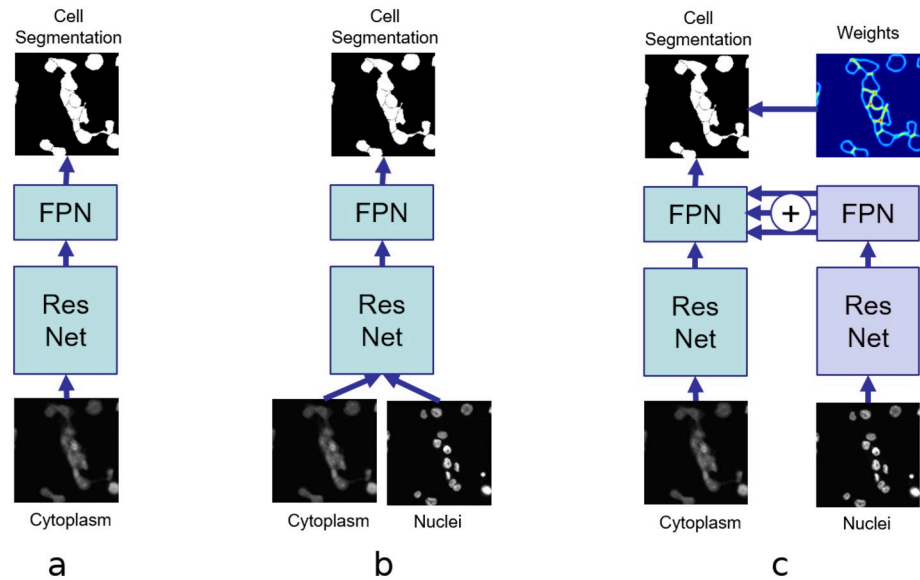 Cell
Segmentation
Cell
Segmentation
Cell
Segmentation
Weights
FPN
FPN
FPN
+
FPN
Res
Net
Res
Net
Res
Net
Res
Net
Cytoplasm
Cytoplasm
Nuclei
Cytoplasm
Nuclei
a
b
c